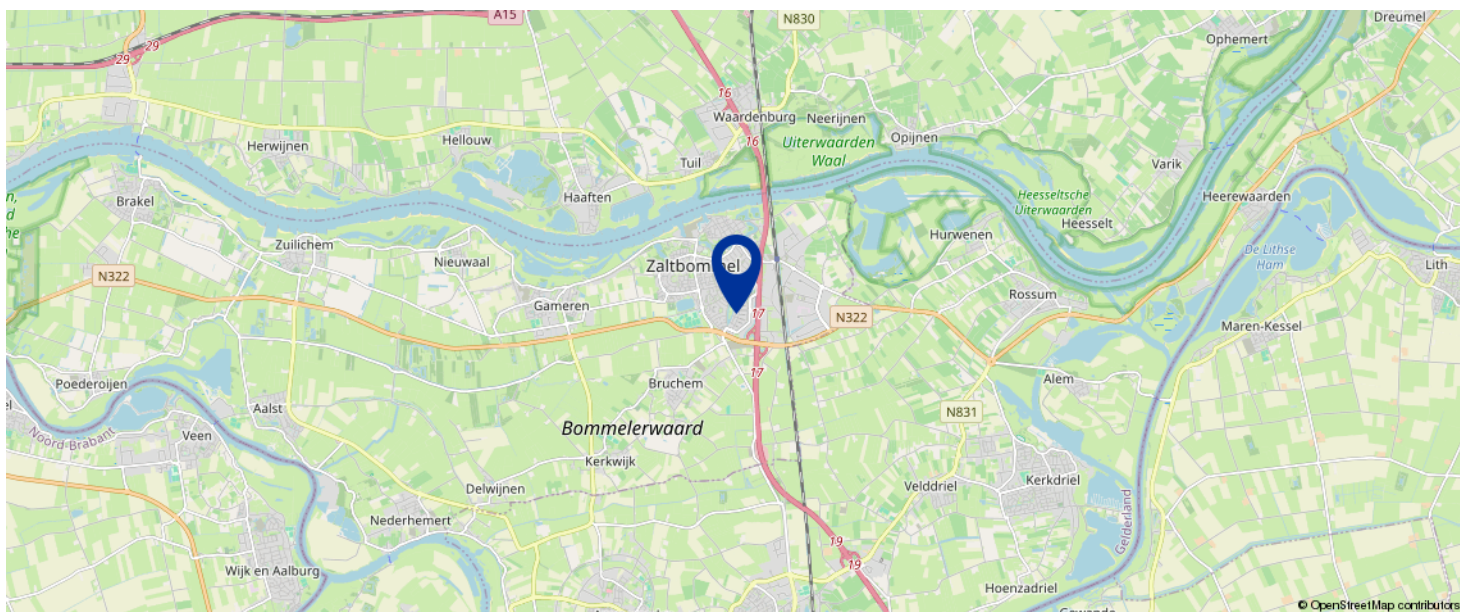 A15
N830
Dreumel
Ophemert
29
29
16
Waardenburg
Neerijnen
Opijnen
Herwijnen
Hellouw
16
Uiterwaarden
Waal
Tuil
Varik
Brakel
Haaften
Heesseltsche
Uiterwaarden
Heerewaarden
Heesselt
Hurwenen
Zuilichem
Nieuwaal
De Lithse
Ham
Lith
N322
Gameren
Rossum
17
N322
Maren-Kessel
17
Poederoijen
Bruchem
Alem
Aalst
N831
Noord-Brabant
Veen
Bommelerwaard
Kerkwijk
Delwijnen
Velddriel
Kerkdriel
Nederhemert
Gelderland
19
19
Wijk en Aalburg
Hoenzadriel
© OpenStreetMap contributors